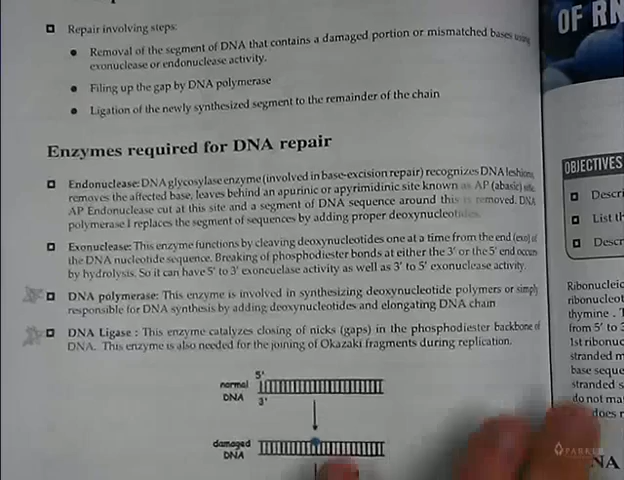 Repair involving steps:
Removal of the segment of DNA that contains a damaged portion or mismatched bases using
exonuclease or endonuclease activity.
Filling up the gap by DNA polymerase
Ligation of the newly synthesized segment to the remainder of the chain
Enzymes required for DNA repair
Endonuclease: DNA glycosylase enzyme (involved in base-excision repair) recognizes DNA leshions,
removes the affected base, leaves behind an apurinic or apyrimidinic site known as AP (abasic) site.
AP Endonuclease cut at this site and a segment of DNA sequence around this is removed. DNA
polymerase I replaces the segment of sequences by adding proper deoxynucleotides.
Exonuclease: This enzyme functions by cleaving deoxynucleotides one at a time from the end (exo) of
the DNA nucleotide sequence. Breaking of phosphodiester bonds at either the 3' or the 5' end occurs
by hydrolysis. So it can have 5' to 3' exoncuclease activity as well as 3' to 5' exonuclease activity.
DNA polymerase: This enzyme is involved in synthesizing deoxynucleotide polymers or simply
responsible for DNA synthesis by adding deoxynucleotides and elongating DNA chain
DNA Ligase : This enzyme catalyzes closing of nicks (gaps) in the phosphodiester backbone of
DNA. This enzyme is also needed for the joining of Okazaki fragments during replication.
5'
normal
DNA
3'
damaged
DNA
OF RN
OBJECTIVES
Descri
List th
Descr
Ribonucleic
ribonucleot
thymine . T
from 5' to 3
1st ribonuc
stranded m
base seque
stranded s
do not ma
does r
PARKER
NA